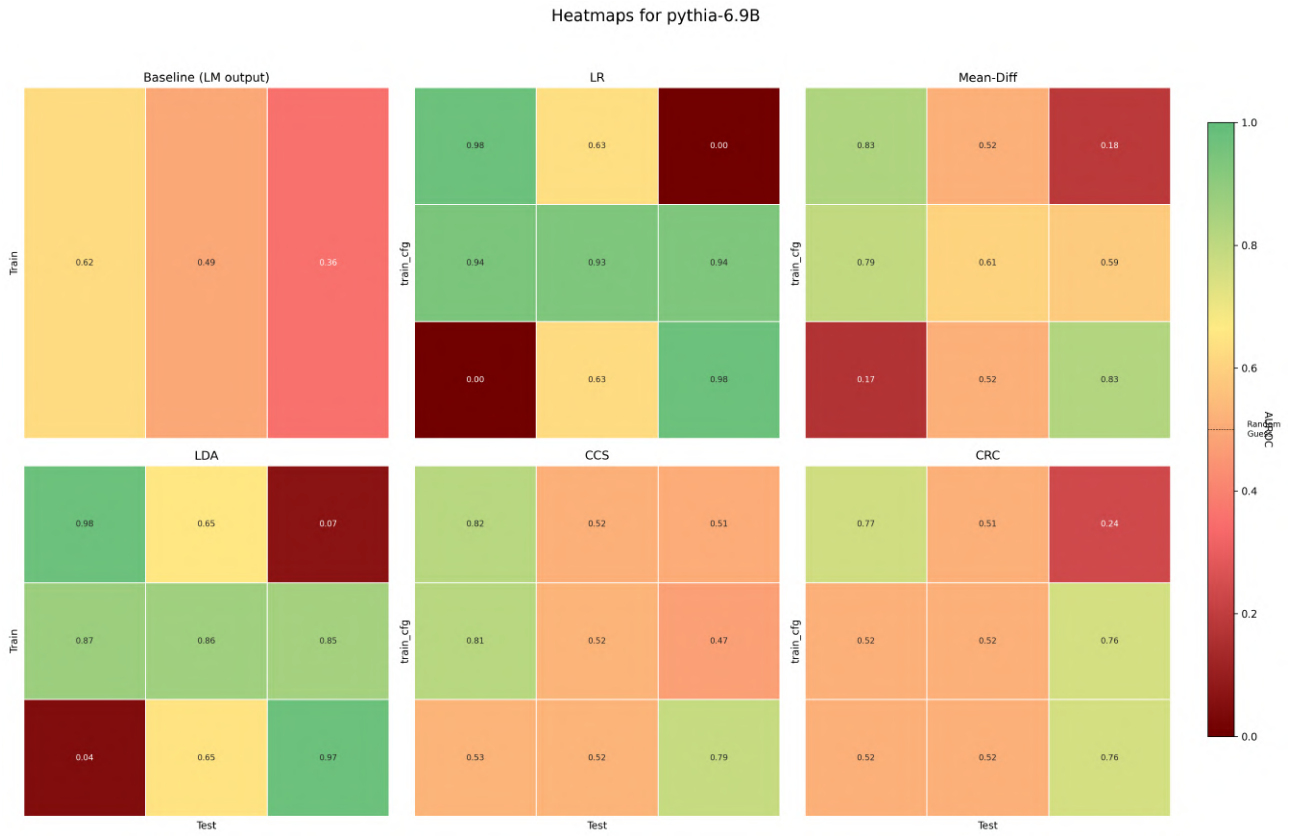 Heatmaps for pythia-6.9B
Baseline (LM output)
Train
0.62 0.49 0.36
LR
train_cfg
0.98 0.63 0.00
0.94 0.93 0.94
0.00 0.63 0.98
Mean-Diff
train_cfg
0.83 0.52 0.18
0.79 0.61 0.59
0.17 0.52 0.83
LDA
Train
0.98 0.65 0.07
0.87 0.86 0.85
0.04 0.65 0.97
Test
CCS
train_cfg
0.82 0.52 0.51
0.81 0.52 0.47
0.53 0.52 0.79
Test
CRC
train_cfg
0.77 0.51 0.24
0.52 0.52 0.76
0.52 0.52 0.76
Test
1.0
0.8
0.6
0.4
0.2
0.0
Random
Guess
AUROC